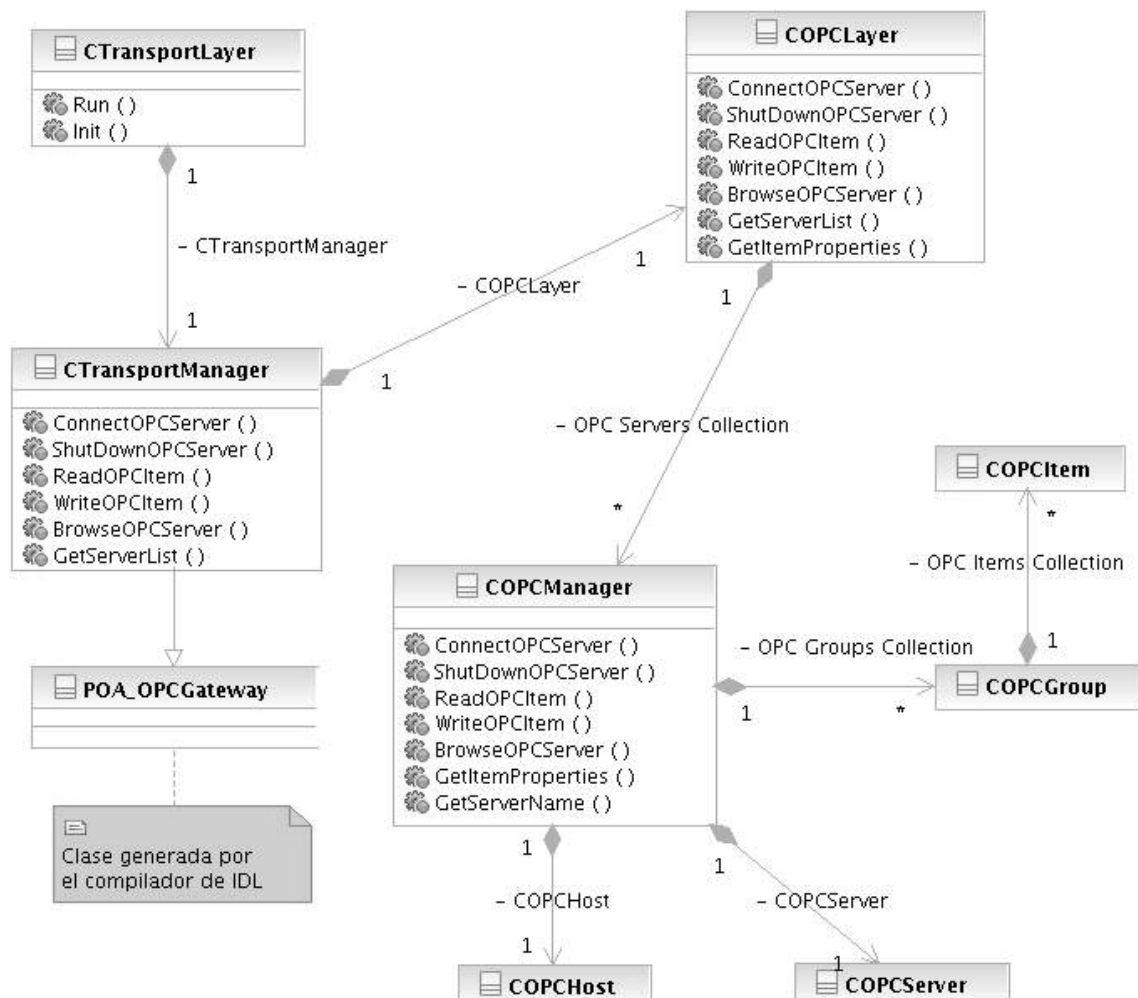 CTransportLayer
Run ( )
Init ( )
1
– CTransportManager
1
COPCLayer
ConnectOPCServer ( )
ShutDownOPCServer ( )
ReadOPCItem ( )
WriteOPCItem ( )
BrowseOPCServer ( )
GetServerList ( )
GetItemProperties ( )
1
– COPCLayer
1
1
CTransportManager
ConnectOPCServer ( )
ShutDownOPCServer ( )
ReadOPCItem ( )
WriteOPCItem ( )
BrowseOPCServer ( )
GetServerList ( )
– OPC Servers Collection
*
COPCItem
*
– OPC Items Collection
1
COPCManager
ConnectOPCServer ( )
ShutDownOPCServer ( )
ReadOPCItem ( )
WriteOPCItem ( )
BrowseOPCServer ( )
GetItemProperties ( )
GetServerName ( )
– OPC Groups Collection
1
*
COPCGroup
POA_OPCGateway
Clase generada por
el compilador de IDL
1
– COPCHost
1
COPCHost
1
– COPCServer
1
COPCServer